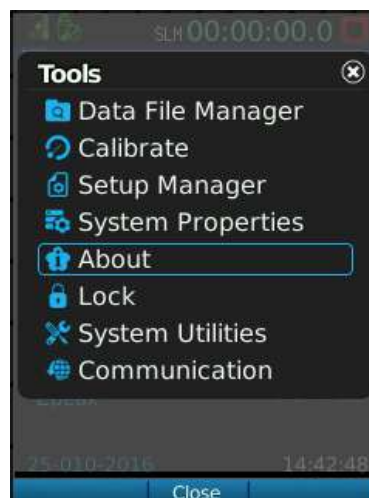 SLM 00:00:00.0
Tools
Data File Manager
Calibrate
Setup Manager
System Properties
About
Lock
System Utilities
Communication
25-010-2016 14:42:48
Close